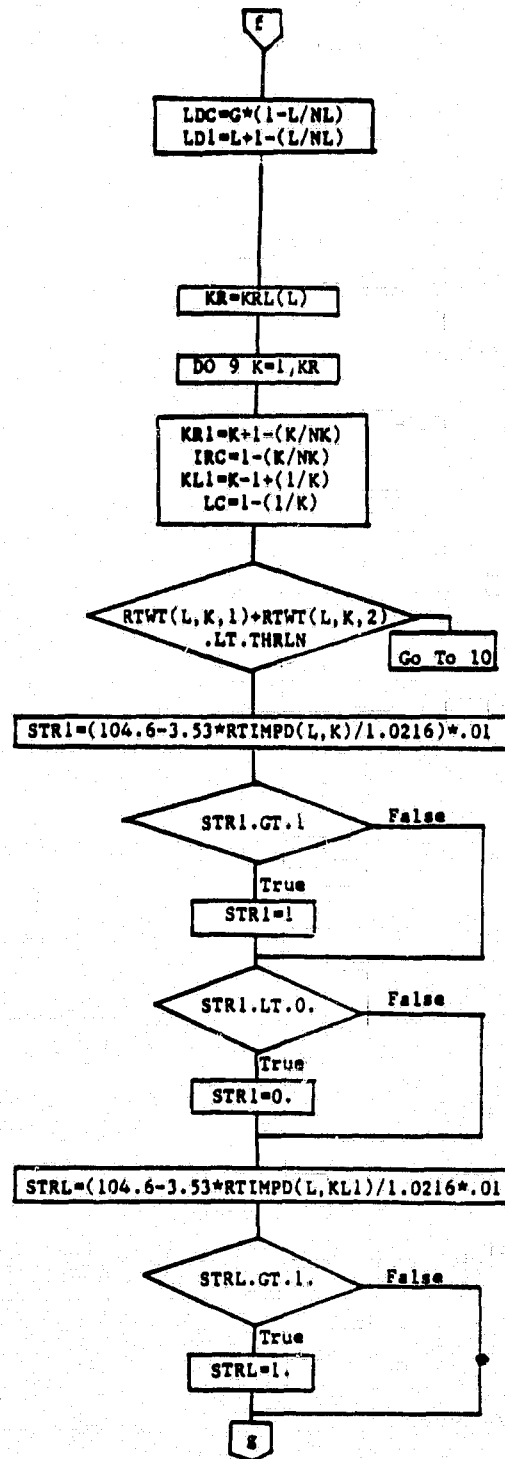 f
LDC=G*(1-L/NL)
LD1=L+1-(L/NL)
KR=KRL(L)
DO 9 K=1,KR
KR1=K+1-(K/NK)
IRC=1-(K/NK)
KL1=K-1+(1/K)
LC=1-(1/K)
RTWT(L,K,1)+RTWT(L,K,2)
.LT.THRLN
Go To 10
STR1=(104.6-3.53*RTIMPD(L,K)/1.0216)*.01
STR1.GT.1
False
True
STR1=1
STR1.LT.0.
False
True
STR1=0.
STRL=(104.6-3.53*RTIMPD(L,KL1)/1.0216*.01
STRL.GT.1.
False
True
STRL=1.
g